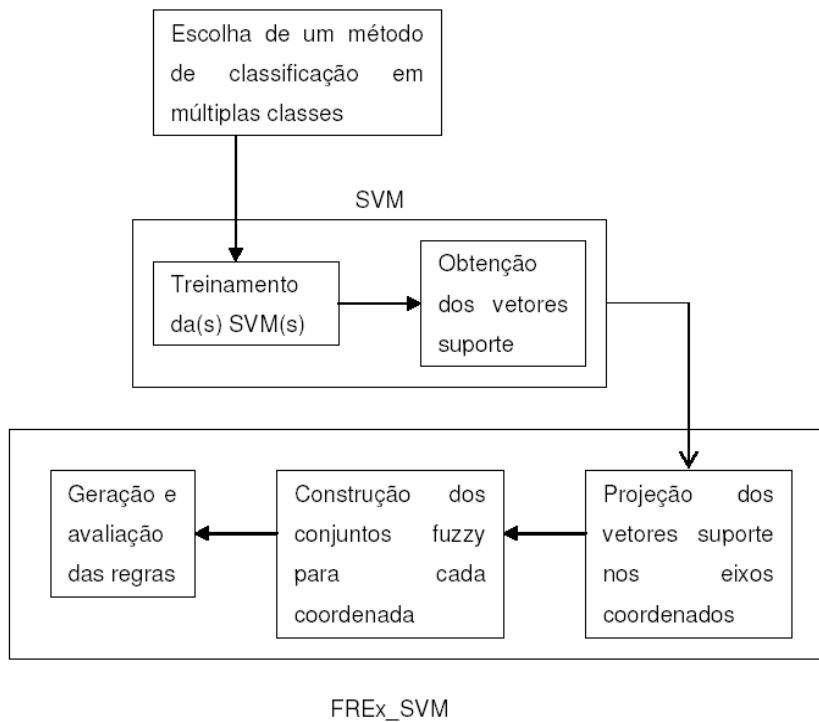 Escolha de um método
de classificação em
múltiplas classes
SVM
Treinamento
da(s) SVM(s)
Obtenção
dos vetores
suporte
Projeção dos
vetores suporte
nos eixos
coordenados
Construção dos
conjuntos fuzzy
para cada
coordenada
Geração e
avaliação
das regras
FREx_SVM